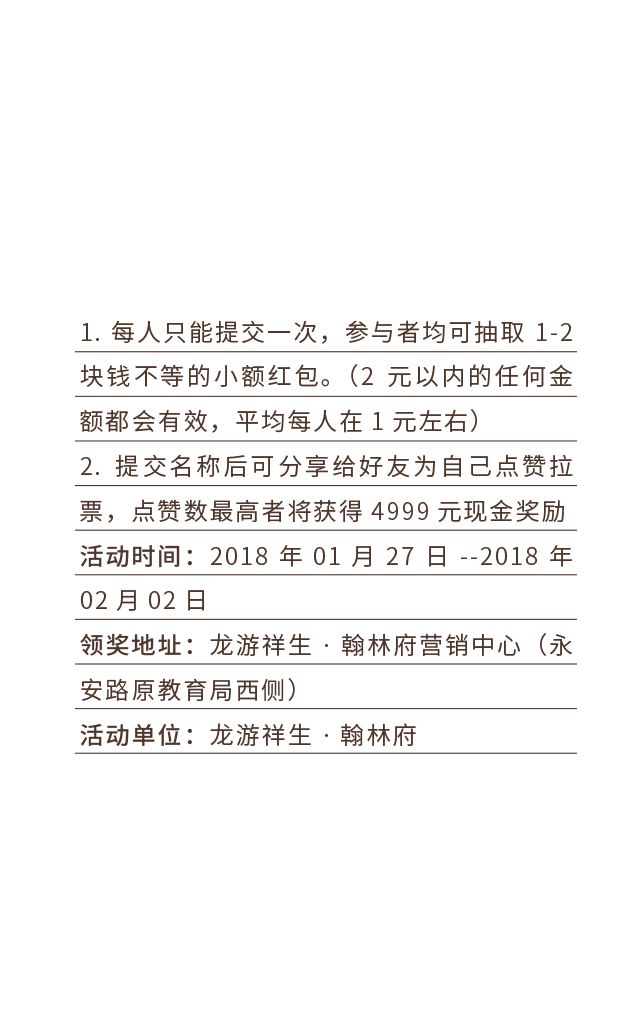 1. 每人只能提交一次，参与者均可抽取 1-2
块钱不等的小额红包。（2 元以内的任何金
额都会有效，平均每人在 1 元左右）
2. 提交名称后可分享给好友为自己点赞拉
票，点赞数最高者将获得 4999 元现金奖励
活动时间：2018 年 01 月 27 日 --2018 年
02 月 02 日
领奖地址：龙游祥生 · 翰林府营销中心（永
安路原教育局西侧）
活动单位：龙游祥生 · 翰林府